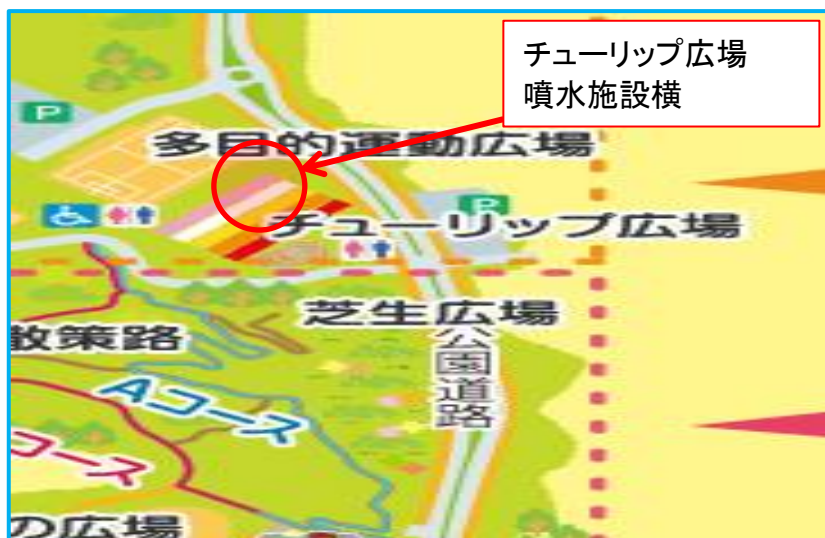 チューリップ広場
噴水施設横
P
多目的運動広場
P
チューリップ広場
芝生広場
散策路
公園道路
Aコース
コース
の広場